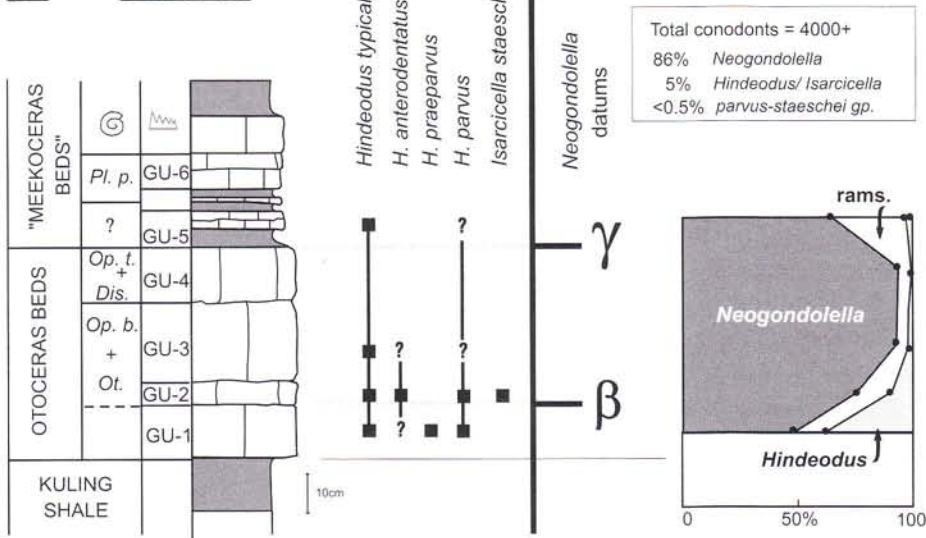 Total conodonts = 4000+
86% Neogondolella
5% Hindeodus/ Isarcicella
<0.5% parvus-staeschei gp.
Hindeodus typical
H. anterodentatus
H. praeparvus
H. parvus
Isarcicella staesch
Neogondolella
datums
"MEEKOCERAS
BEDS"
Pl. p.
?
GU-6
GU-5
OTOCERAS BEDS
Op. t.
+
Dis.
GU-4
Op. b.
+
Ot.
GU-3
GU-2
GU-1
KULING
SHALE
10cm
?
?
?
?
γ
β
rams.
Neogondolella
Hindeodus
0 50% 100